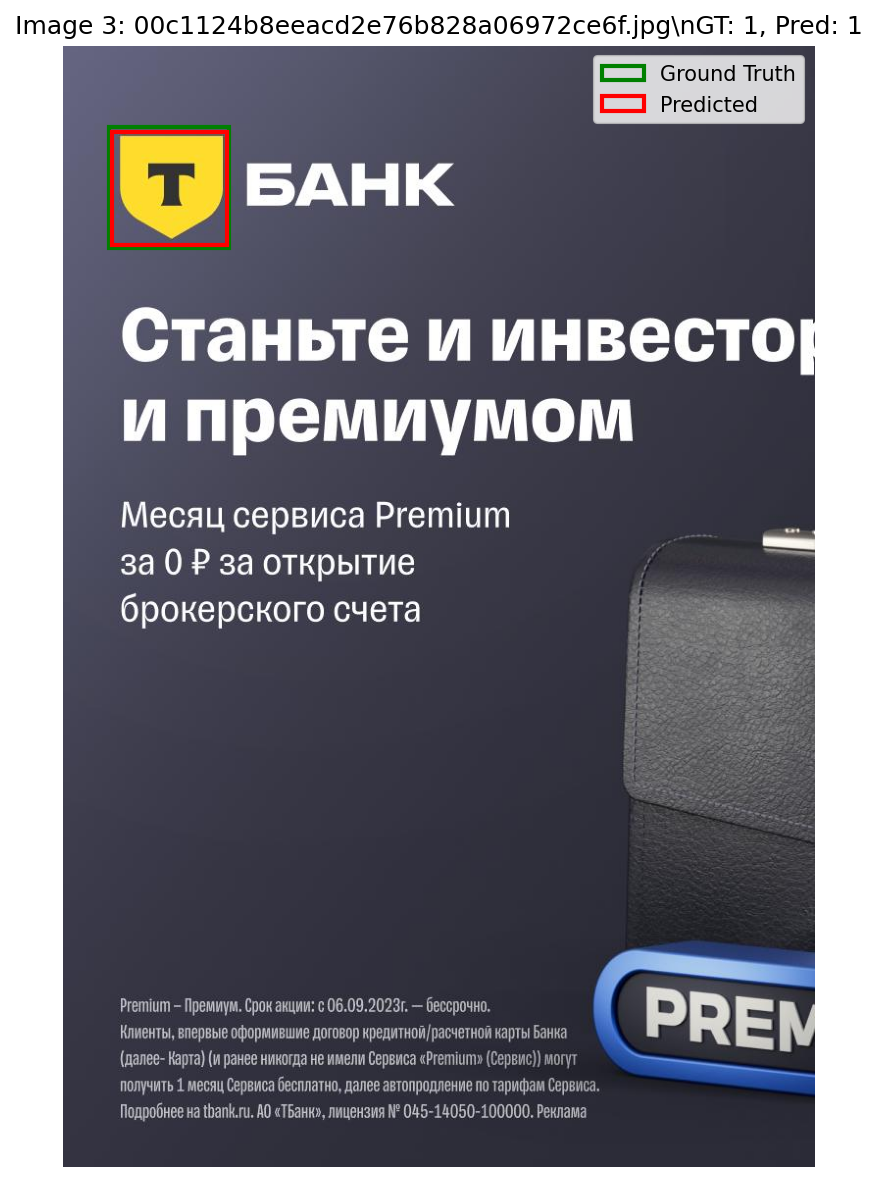 Image 3: 00c1124b8eeacd2e76b828a06972ce6f.jpg\nGT: 1, Pred: 1
Ground Truth
Predicted
Т БАНК
Станьте и инвестор
и премиумом
Месяц сервиса Premium
за 0 ₽ за открытие
брокерского счета
PREM
Premium – Премиум. Срок акции: с 06.09.2023г. — бессрочно.
Клиенты, впервые оформившие договор кредитной/расчетной карты Банка
(далее- Карта) (и ранее никогда не имели Сервиса «Premium» (Сервис)) могут
получить 1 месяц Сервиса бесплатно, далее автопродление по тарифам Сервиса.
Подробнее на tbank.ru. АО «ТБанк», лицензия № 045-14050-100000. Реклама